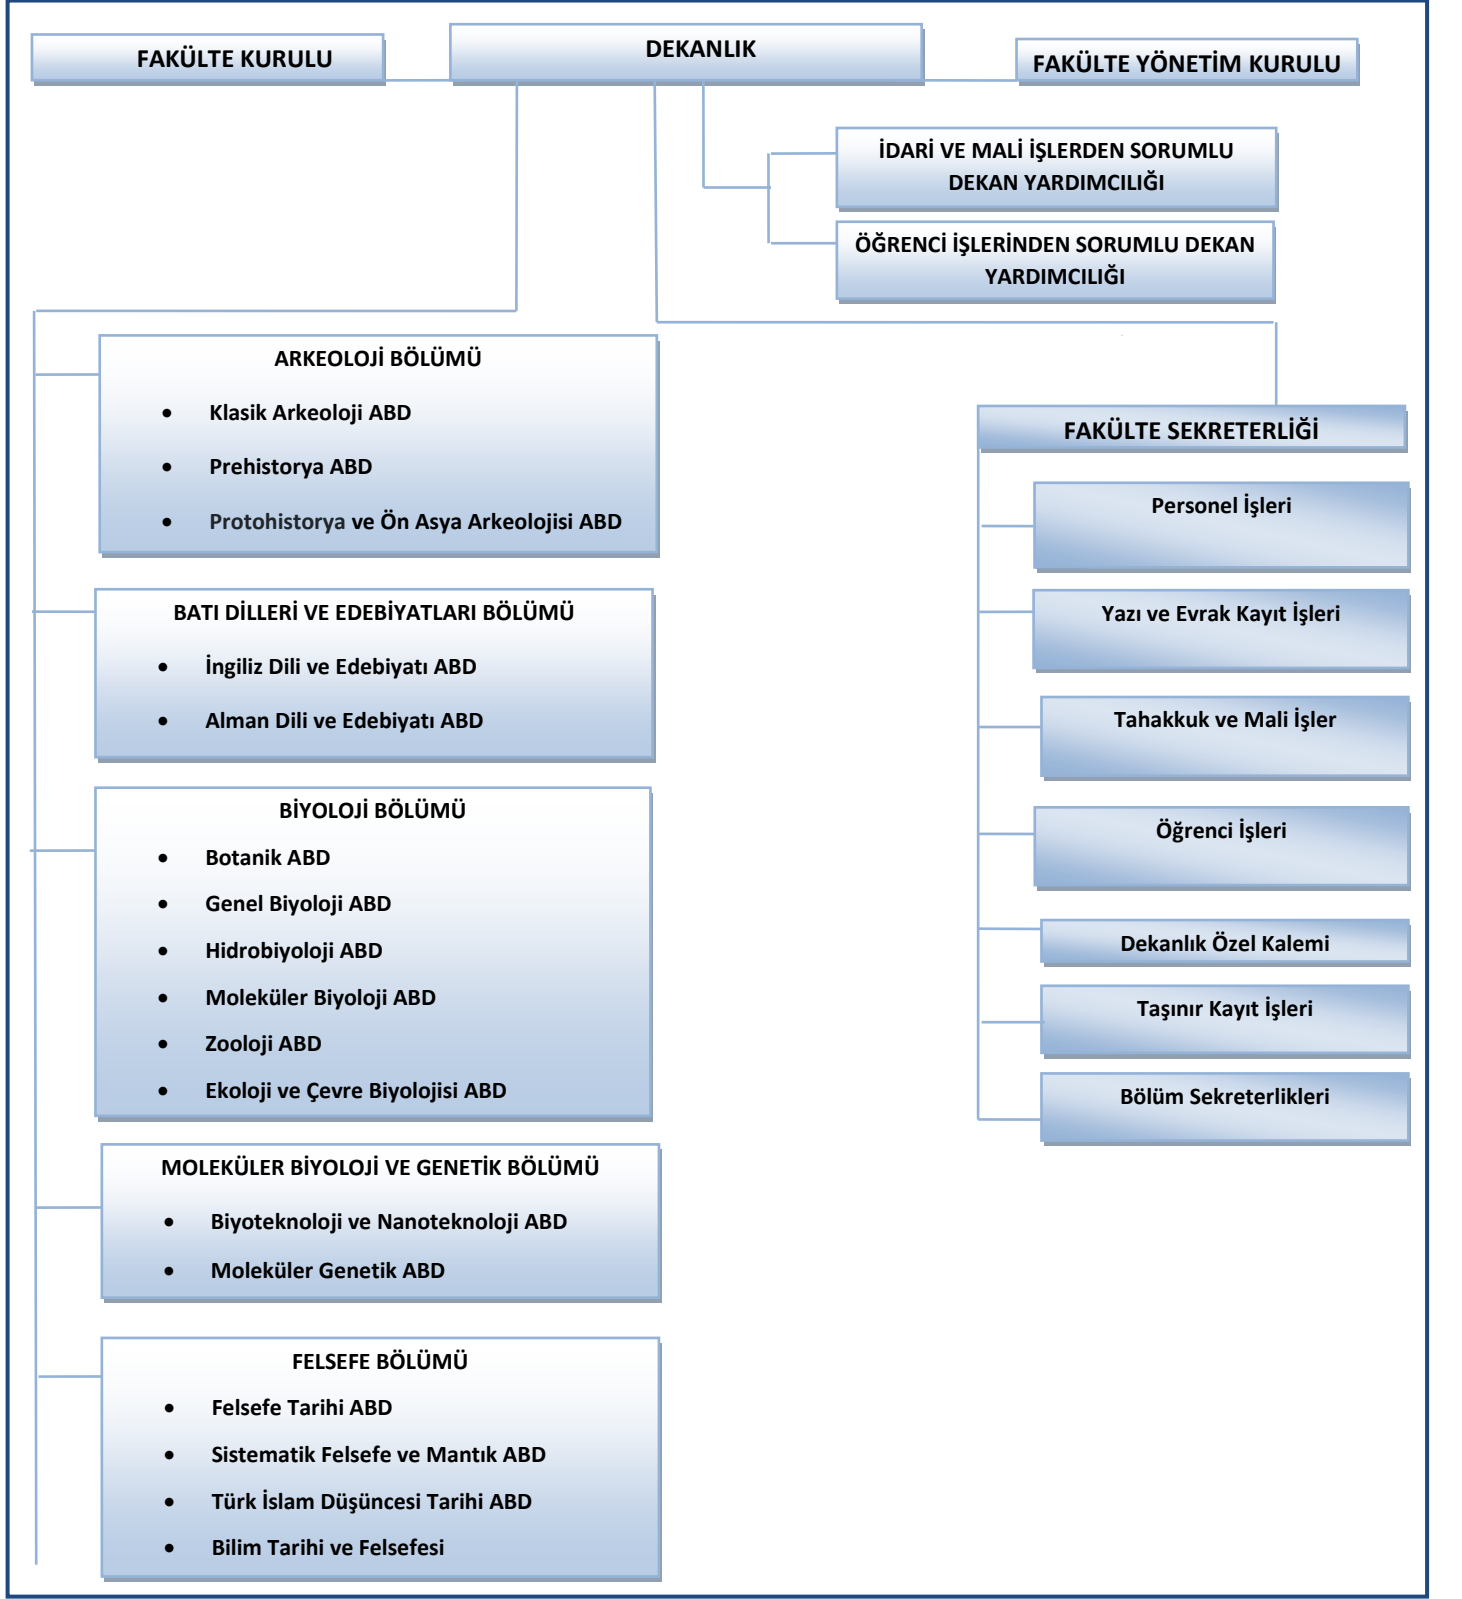 FAKÜLTE KURULU
DEKANLIK
FAKÜLTE YÖNETİM KURULU
İDARİ VE MALİ İŞLERDEN SORUMLU
DEKAN YARDIMCILIĞI
ÖĞRENCİ İŞLERİNDEN SORUMLU DEKAN
YARDIMCILIĞI
ARKEOLOJİ BÖLÜMÜ
• Klasik Arkeoloji ABD
• Prehistorya ABD
• Protohistorya ve Ön Asya Arkeolojisi ABD
BATI DİLLERİ VE EDEBİYATLARI BÖLÜMÜ
• İngiliz Dili ve Edebiyatı ABD
• Alman Dili ve Edebiyatı ABD
BİYOLOJİ BÖLÜMÜ
• Botanik ABD
• Genel Biyoloji ABD
• Hidrobiyoloji ABD
• Moleküler Biyoloji ABD
• Zooloji ABD
• Ekoloji ve Çevre Biyolojisi ABD
MOLEKÜLER BİYOLOJİ VE GENETİK BÖLÜMÜ
• Biyoteknoloji ve Nanoteknoloji ABD
• Moleküler Genetik ABD
FELSEFE BÖLÜMÜ
• Felsefe Tarihi ABD
• Sistematik Felsefe ve Mantık ABD
• Türk İslam Düşüncesi Tarihi ABD
• Bilim Tarihi ve Felsefesi
FAKÜLTE SEKRETERLİĞİ
Personel İşleri
Yazı ve Evrak Kayıt İşleri
Tahakkuk ve Mali İşler
Öğrenci İşleri
Dekanlık Özel Kalemi
Taşınır Kayıt İşleri
Bölüm Sekreterlikleri